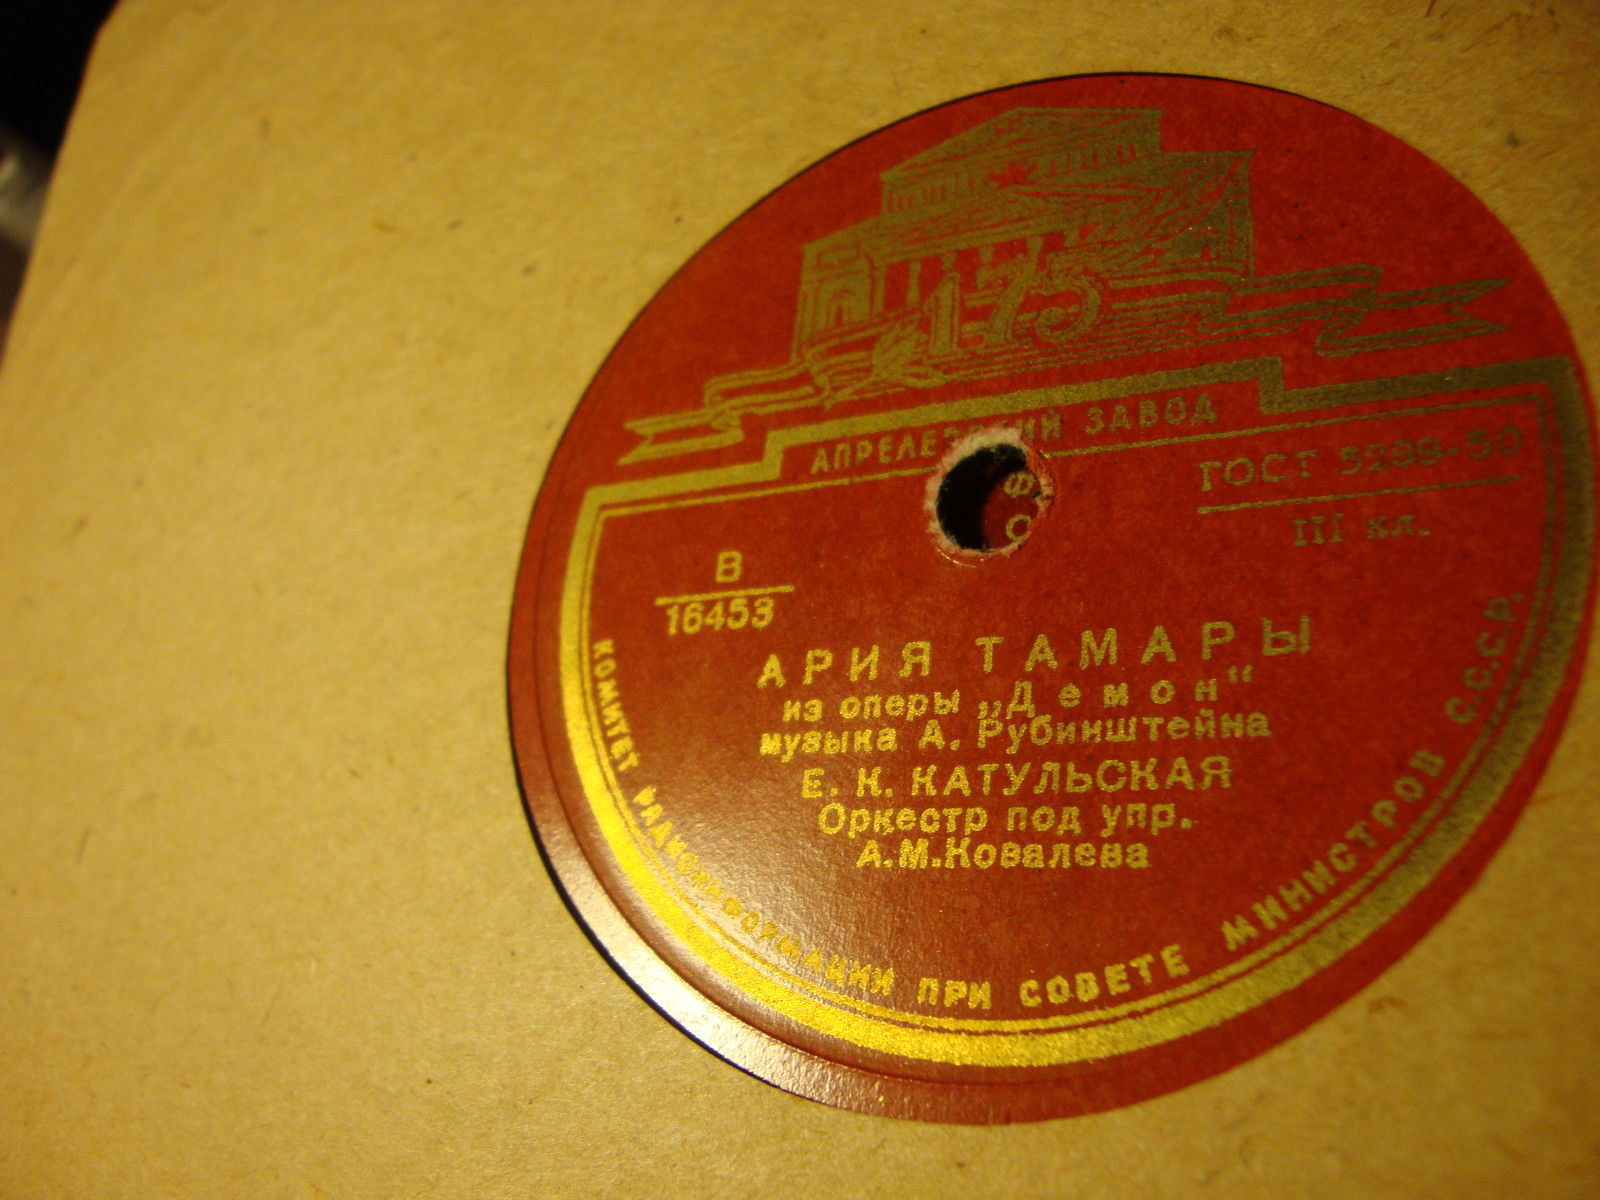 175
АПРЕЛЕВСКИЙ ЗАВОД
ГОСТ 5289-50
III кл.
В
16453
АРИЯ ТАМАРЫ
из оперы „Демон“
музыка А. Рубинштейна
Е. К. КАТУЛЬСКАЯ
Оркестр под упр.
А.М.Ковалева
КОМИТЕТ РАДИОИНФОРМАЦИИ ПРИ СОВЕТЕ МИНИСТРОВ С.С.С.Р.